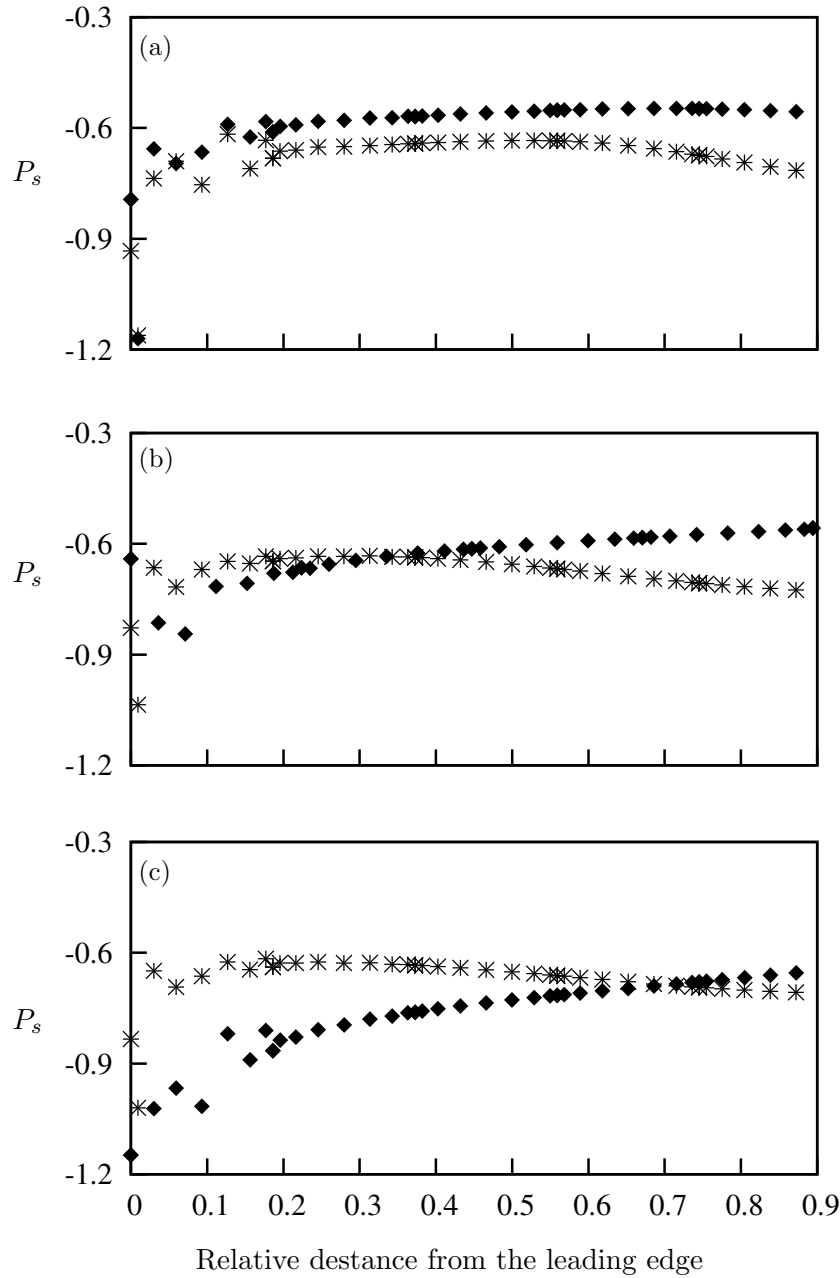 -0.3
(a)
-0.6
P_s
-0.9
-1.2
-0.3
(b)
-0.6
P_s
-0.9
-1.2
-0.3
(c)
-0.6
P_s
-0.9
-1.2
0 0.1 0.2 0.3 0.4 0.5 0.6 0.7 0.8 0.9
Relative destance from the leading edge